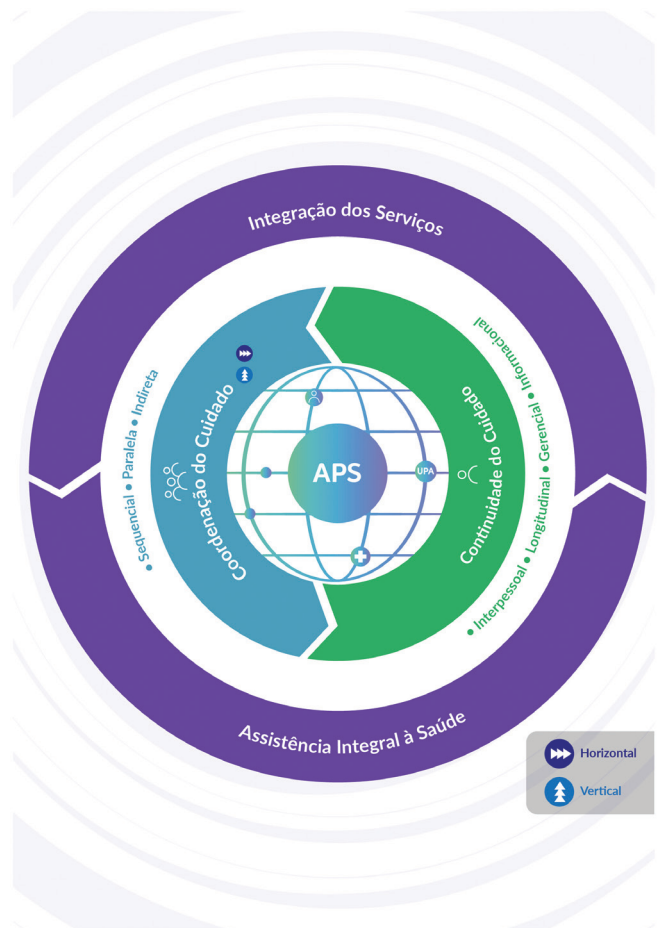 Integração dos Serviços
Coordenação do Cuidado
• Sequencial • Paralela • Indireta
APS
UPA
Continuidade do Cuidado
• Interpessoal • Longitudinal • Gerencial Informacional
Assistência Integral à Saúde
Horizontal
Vertical